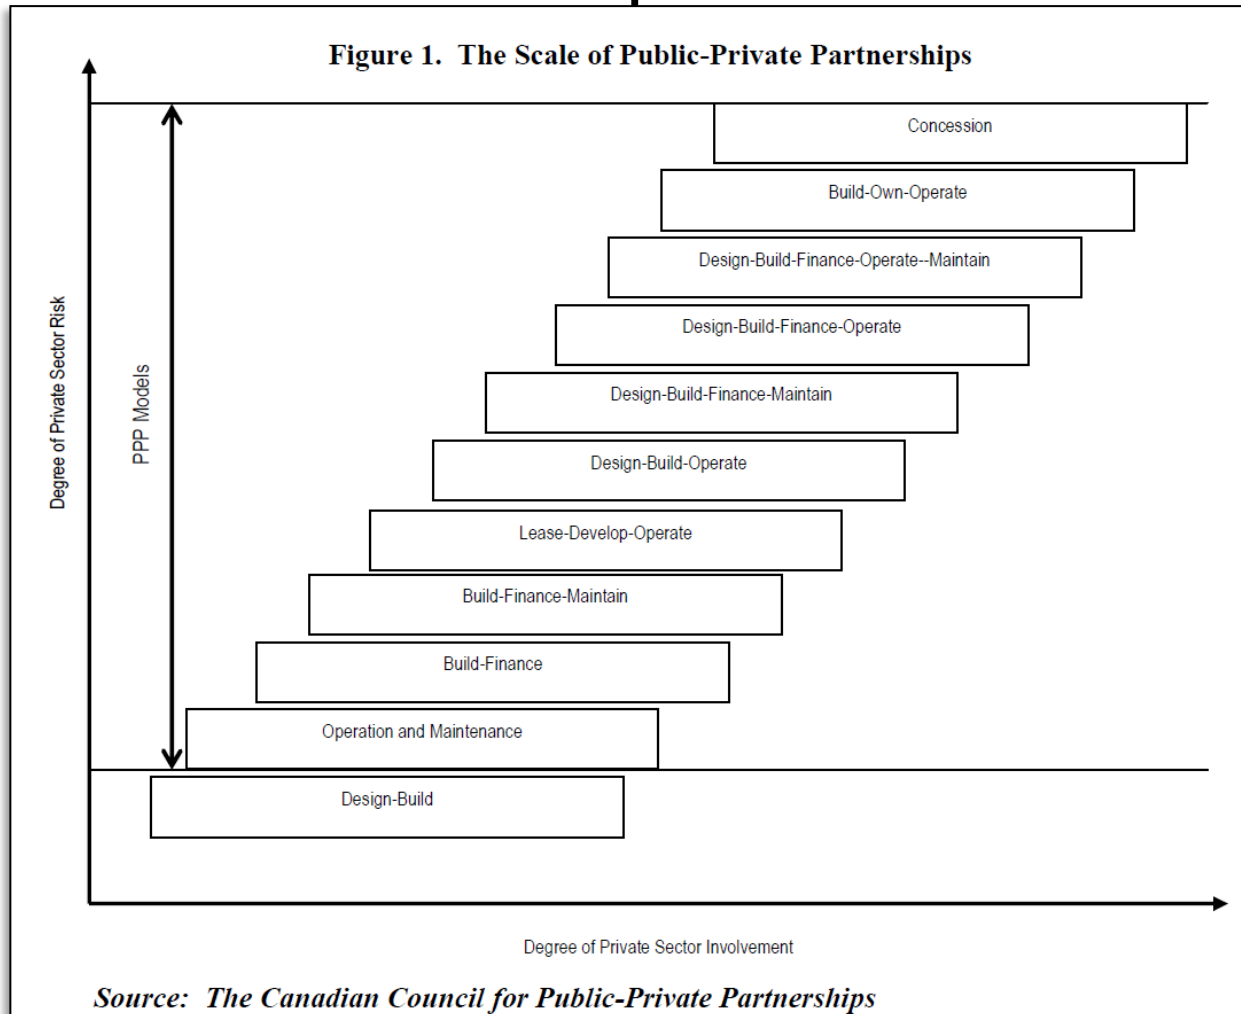 Figure 1. The Scale of Public-Private Partnerships
Concession
Build-Own-Operate
Design-Build-Finance-Operate--Maintain
Design-Build-Finance-Operate
Design-Build-Finance-Maintain
Design-Build-Operate
Lease-Develop-Operate
Build-Finance-Maintain
Build-Finance
Operation and Maintenance
Design-Build
PPP Models
Degree of Private Sector Risk
Degree of Private Sector Involvement
Source: The Canadian Council for Public-Private Partnerships